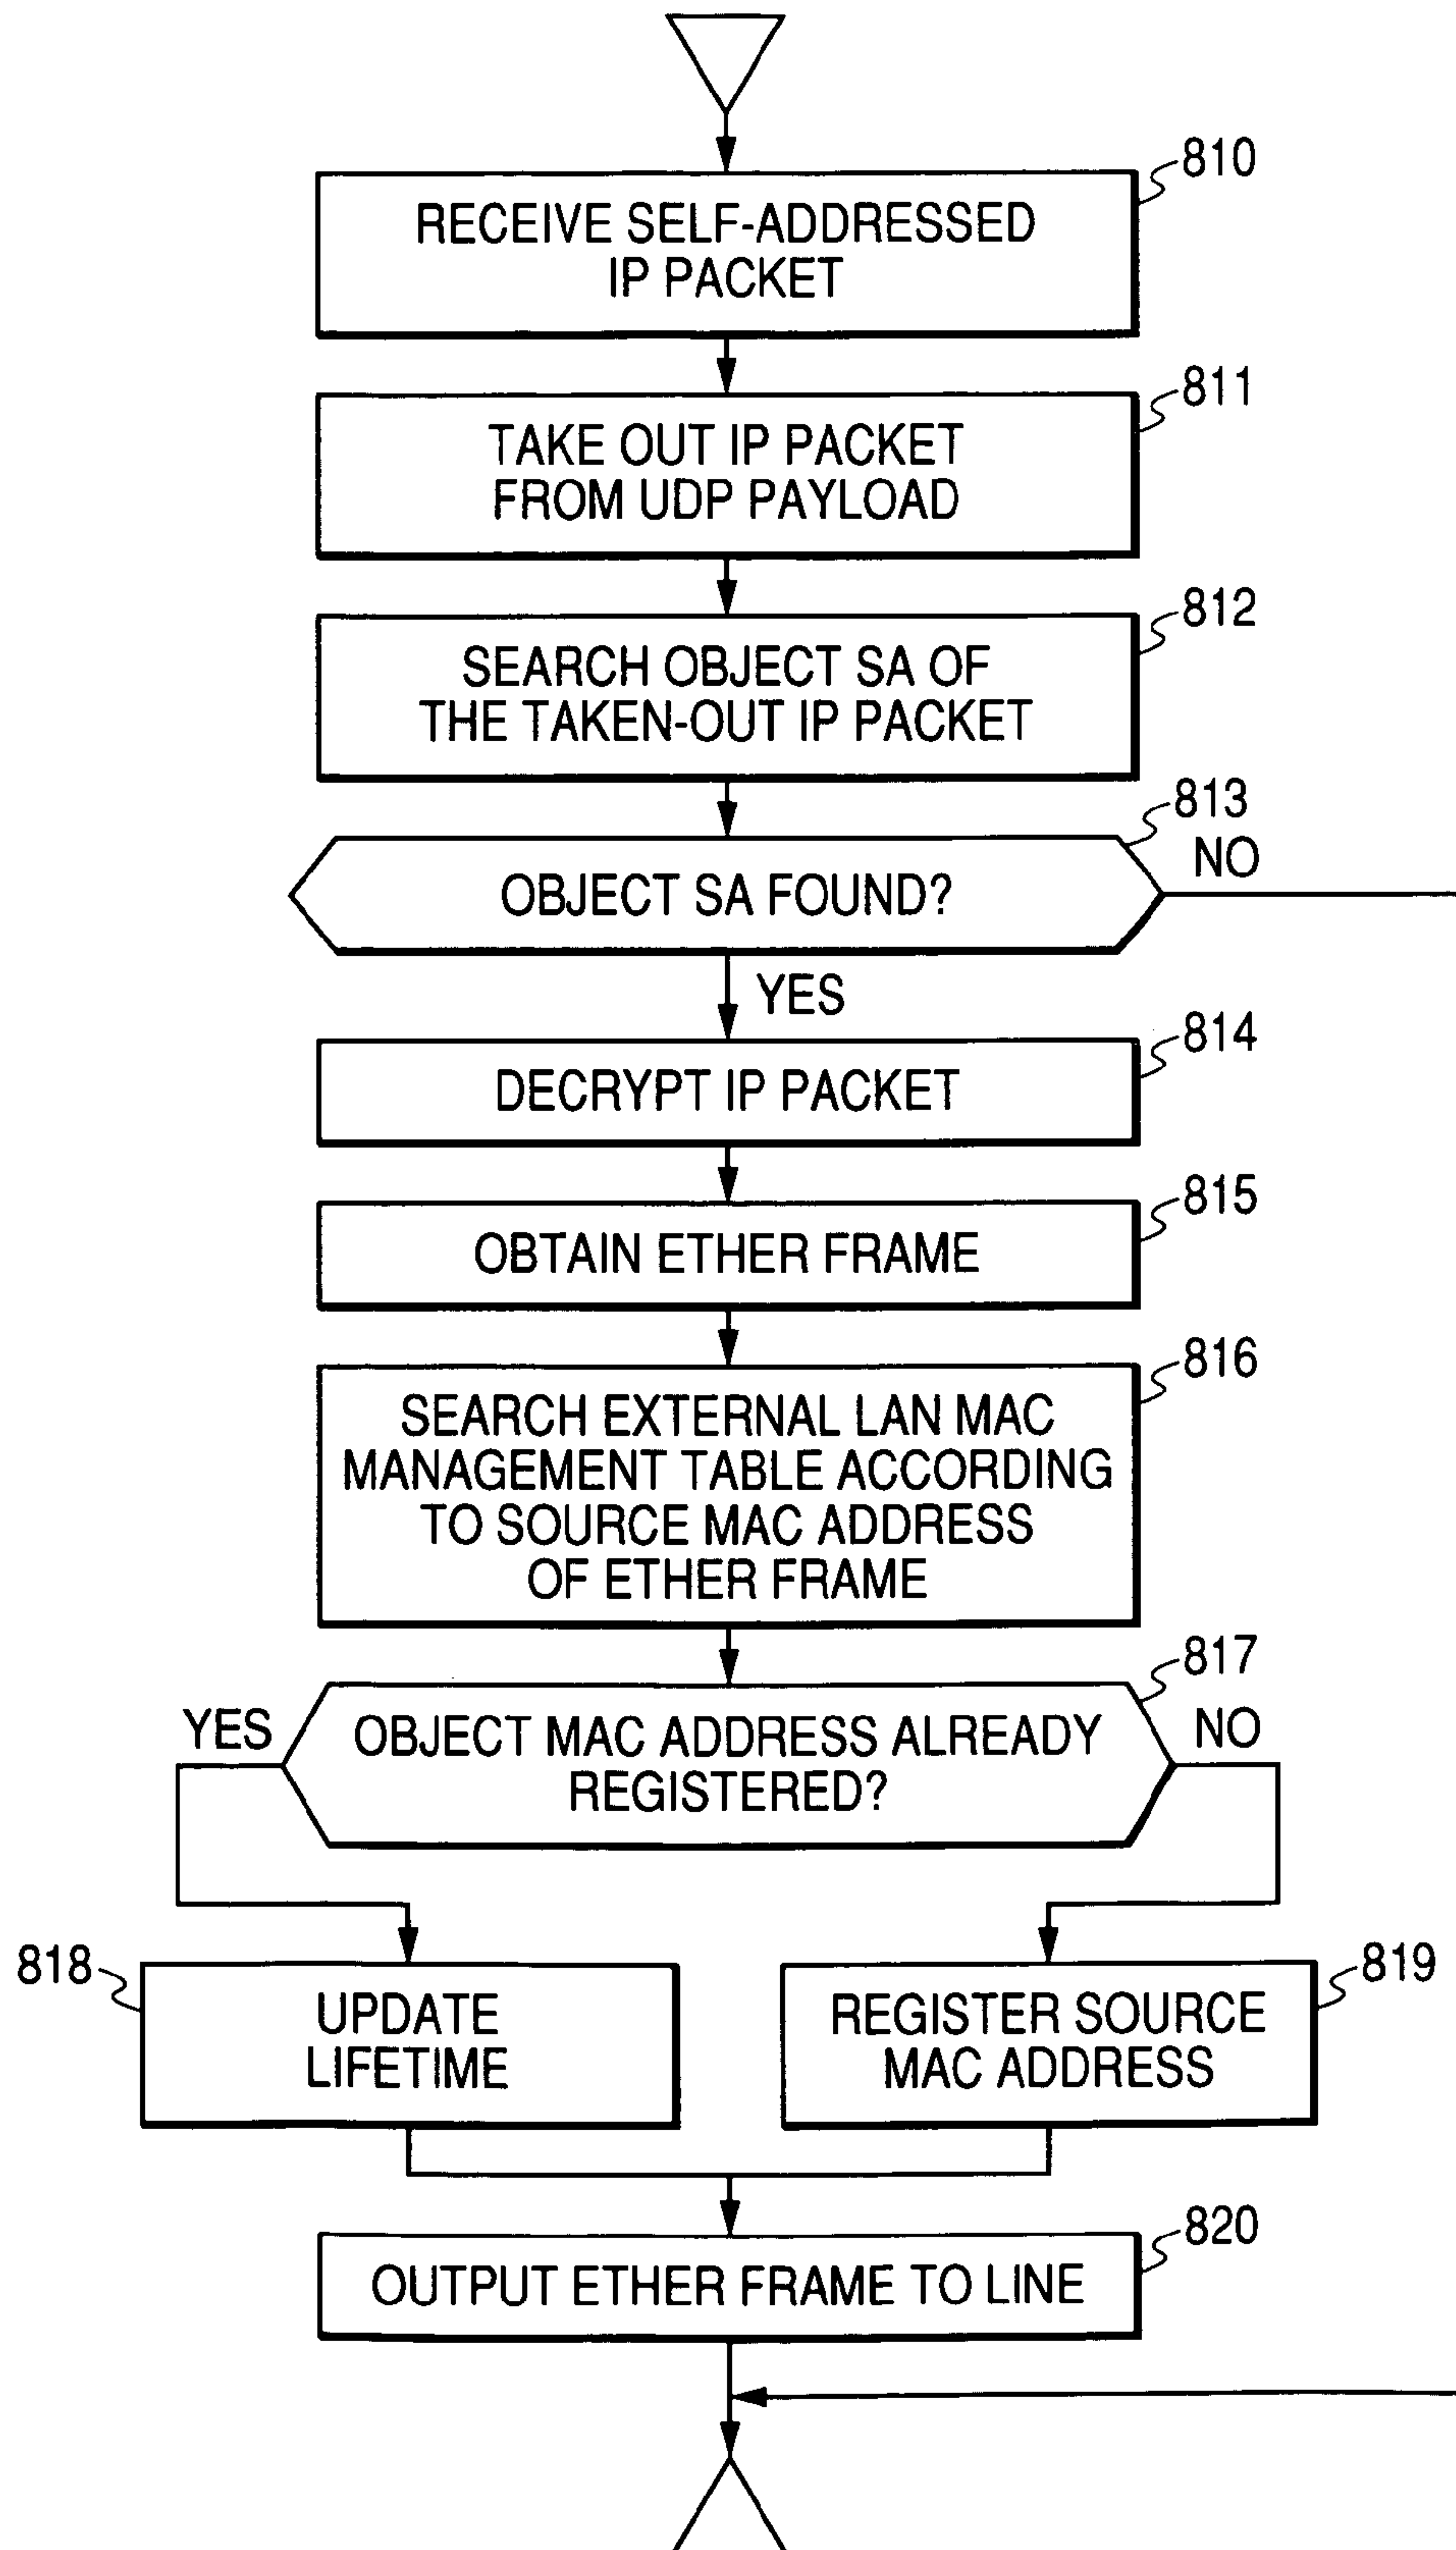 810
RECEIVE SELF-ADDRESSED
IP PACKET
811
TAKE OUT IP PACKET
FROM UDP PAYLOAD
812
SEARCH OBJECT SA OF
THE TAKEN-OUT IP PACKET
813
OBJECT SA FOUND?
NO
YES
814
DECRYPT IP PACKET
815
OBTAIN ETHER FRAME
816
SEARCH EXTERNAL LAN MAC
MANAGEMENT TABLE ACCORDING
TO SOURCE MAC ADDRESS
OF ETHER FRAME
817
YES
OBJECT MAC ADDRESS ALREADY
REGISTERED?
NO
818
UPDATE
LIFETIME
819
REGISTER SOURCE
MAC ADDRESS
820
OUTPUT ETHER FRAME TO LINE